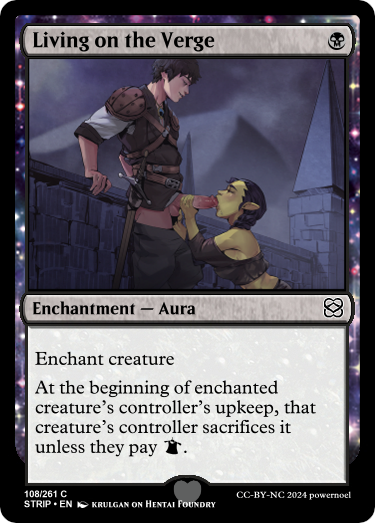 Living on the Verge
Enchantment — Aura
Enchant creature
At the beginning of enchanted
creature's controller's upkeep, that
creature's controller sacrifices it
unless they pay .
108/261 C
STRIP • EN KRULGAN ON HENTAI FOUNDRY
CC-BY-NC 2024 powernoel